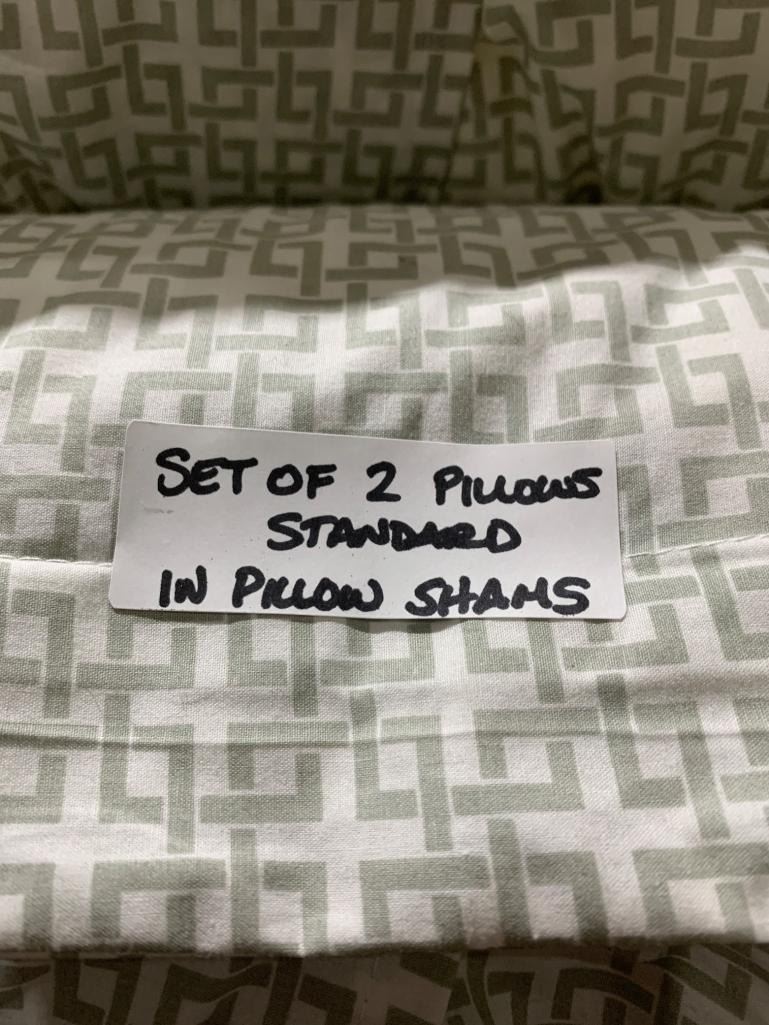 SET OF 2 PILLOWS
STANDARD
IN PILLOW SHAMS